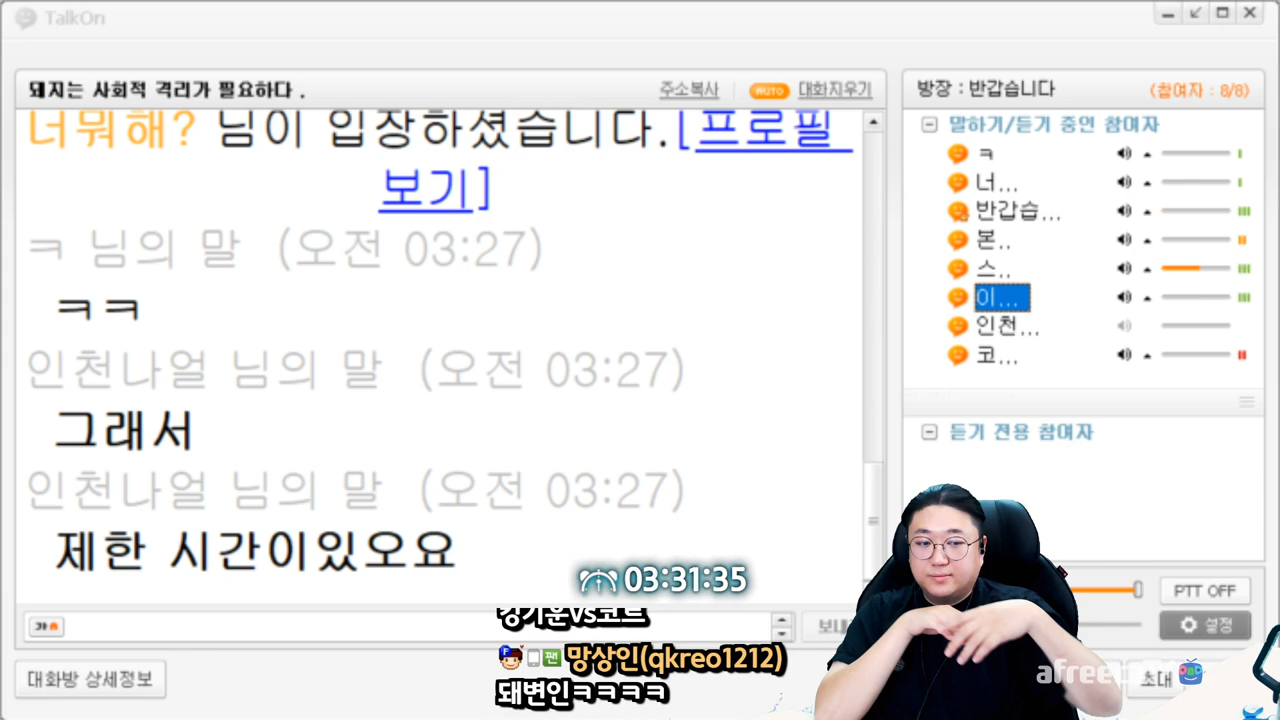 TalkOn
돼지는 사회적 격리가 필요하다 .
주소복사
AUTO
대화지우기
너뭐해? 님이 입장하셨습니다.[프로필
보기]
ㅋ 님의 말 (오전 03:27)
ㅋㅋ
인천나얼 님의 말 (오전 03:27)
그래서
인천나얼 님의 말 (오전 03:27)
제한 시간이있오요
방장 : 반갑습니다
(참여자 : 8/8)
말하기/듣기 중인 참여자
ㅋ
너...
반갑습...
본..
스..
이...
인천...
코...
듣기 전용 참여자
PTT OFF
설정
초대
가
보내
대화방 상세정보
03:31:35
팬 망상인(qkreo1212)
돼변인ㅋㅋㅋㅋ
afree